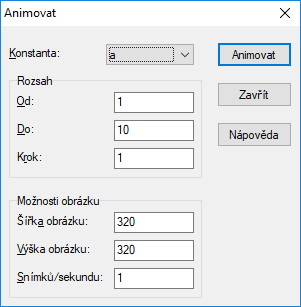 Animovat
Konstanta: a Animovat
Rozsah
Od: 1 Zavřít
Do: 10 Nápověda
Krok: 1
Možnosti obrázku
Šířka obrázku: 320
Výška obrázku: 320
Snímků/sekundu: 1